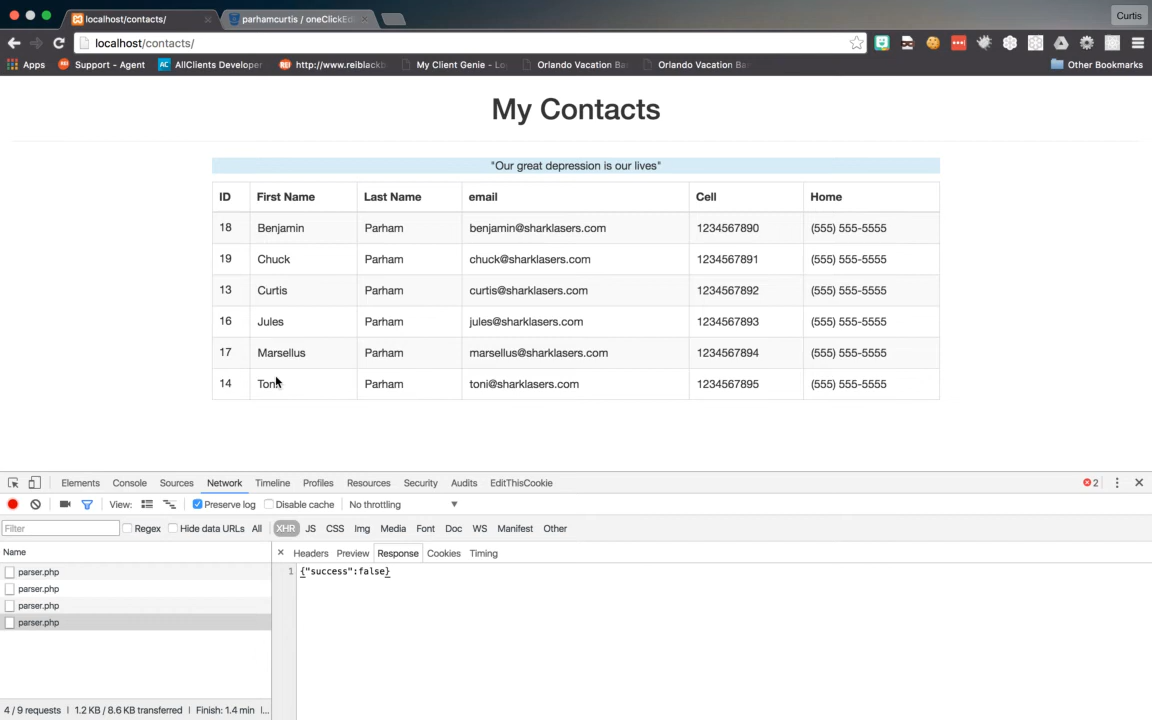 localhost/contacts/
parhamcurtis / oneClickEdi
Curtis
localhost/contacts/
Apps
Support - Agent
AllClients Developer
http://www.reiblackb
My Client Genie - Lo
Orlando Vacation Ba
Orlando Vacation Ba
Other Bookmarks
My Contacts
"Our great depression is our lives"
ID First Name Last Name email Cell Home
18 Benjamin Parham benjamin@sharklasers.com 1234567890 (555) 555-5555
19 Chuck Parham chuck@sharklasers.com 1234567891 (555) 555-5555
13 Curtis Parham curtis@sharklasers.com 1234567892 (555) 555-5555
16 Jules Parham jules@sharklasers.com 1234567893 (555) 555-5555
17 Marsellus Parham marsellus@sharklasers.com 1234567894 (555) 555-5555
14 Toni Parham toni@sharklasers.com 1234567895 (555) 555-5555
Elements Console Sources Network Timeline Profiles Resources Security Audits EditThisCookie 2
View: Preserve log Disable cache No throttling
Filter Regex Hide data URLs All XHR JS CSS Img Media Font Doc WS Manifest Other
Name
Headers Preview Response Cookies Timing
parser.php
parser.php
parser.php
parser.php
1 {"success":false}
4 / 9 requests | 1.2 KB / 8.6 KB transferred | Finish: 1.4 min | ...